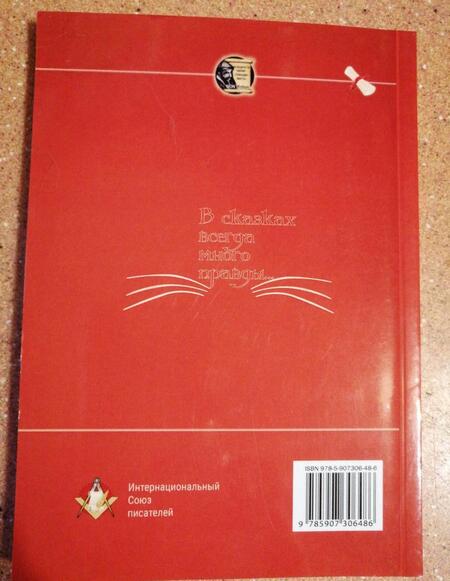 В сказках
всегда
много
правды...
Интернациональный
Союз
писателей
ISBN 978-5-907306-48-6
9 785907 306486